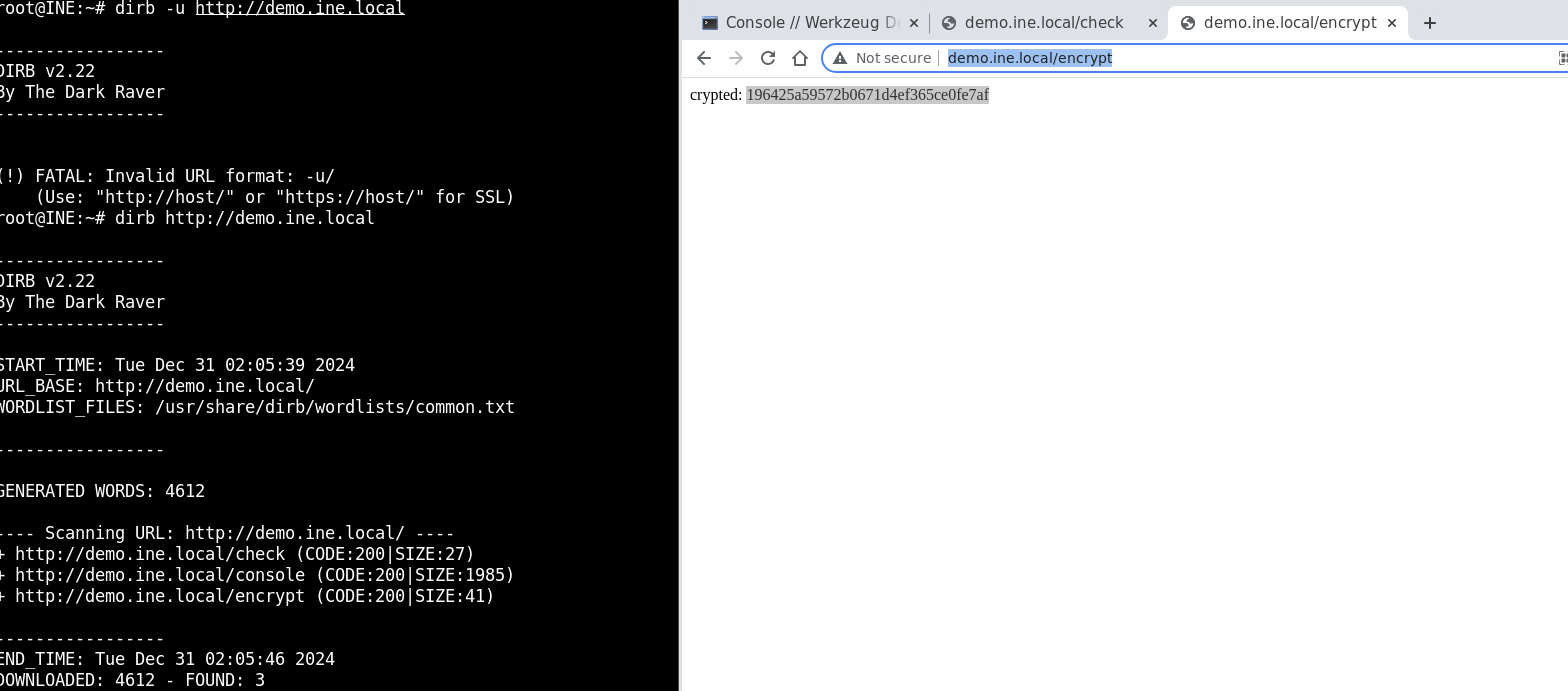 root@INE:~# dirb -u http://demo.ine.local
-----------------
DIRB v2.22
By The Dark Raver
-----------------
(!) FATAL: Invalid URL format: -u/
(Use: "http://host/" or "https://host/" for SSL)
root@INE:~# dirb http://demo.ine.local
-----------------
DIRB v2.22
By The Dark Raver
-----------------
START_TIME: Tue Dec 31 02:05:39 2024
URL_BASE: http://demo.ine.local/
WORDLIST_FILES: /usr/share/dirb/wordlists/common.txt
-----------------
GENERATED WORDS: 4612
---- Scanning URL: http://demo.ine.local/ ----
+ http://demo.ine.local/check (CODE:200|SIZE:27)
+ http://demo.ine.local/console (CODE:200|SIZE:1985)
+ http://demo.ine.local/encrypt (CODE:200|SIZE:41)
-----------------
END_TIME: Tue Dec 31 02:05:46 2024
DOWNLOADED: 4612 - FOUND: 3
Console // Werkzeug De
demo.ine.local/check
demo.ine.local/encrypt
Not secure
demo.ine.local/encrypt
crypted: 196425a59572b0671d4ef365ce0fe7af